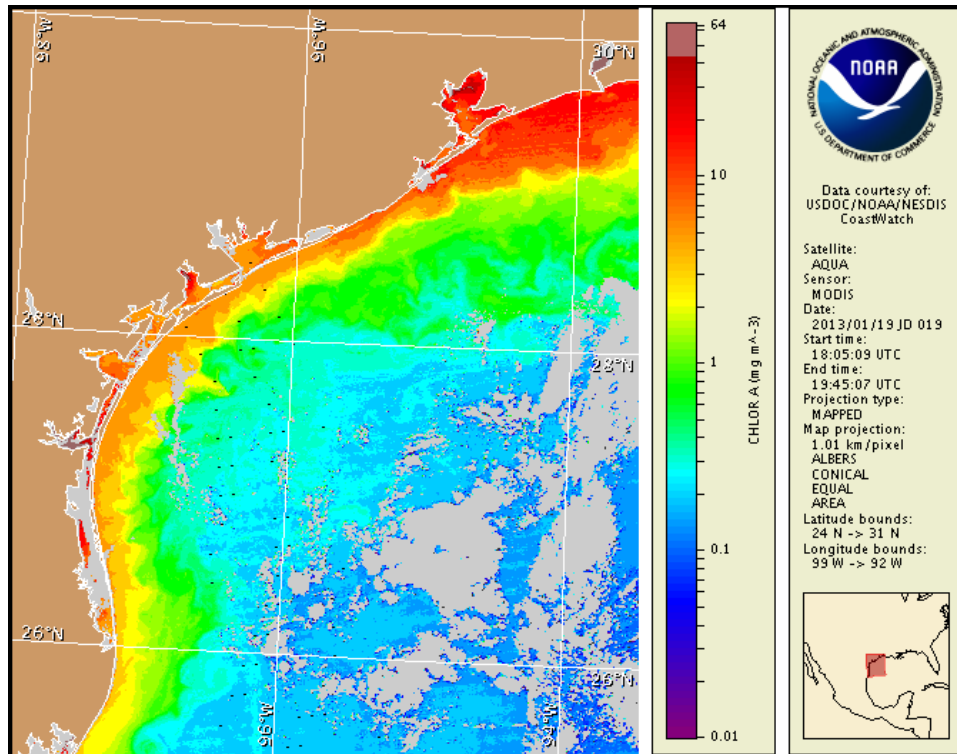 98°W
96°W
30°N
28°N
28°N
26°N
26°N
96°W
94°W
64
10
1
0.1
0.01
CHLOR A (mg m^-3)
NATIONAL OCEANIC AND ATMOSPHERIC ADMINISTRATION
NOAA
U.S. DEPARTMENT OF COMMERCE
Data courtesy of:
USDOC/NOAA/NESDIS
CoastWatch
Satellite:
AQUA
Sensor:
MODIS
Date:
2013/01/19 JD 019
Start time:
18:05:09 UTC
End time:
19:45:07 UTC
Projection type:
MAPPED
Map projection:
1.01 km/pixel
ALBERS
CONICAL
EQUAL
AREA
Latitude bounds:
24 N -> 31 N
Longitude bounds:
99 W -> 92 W